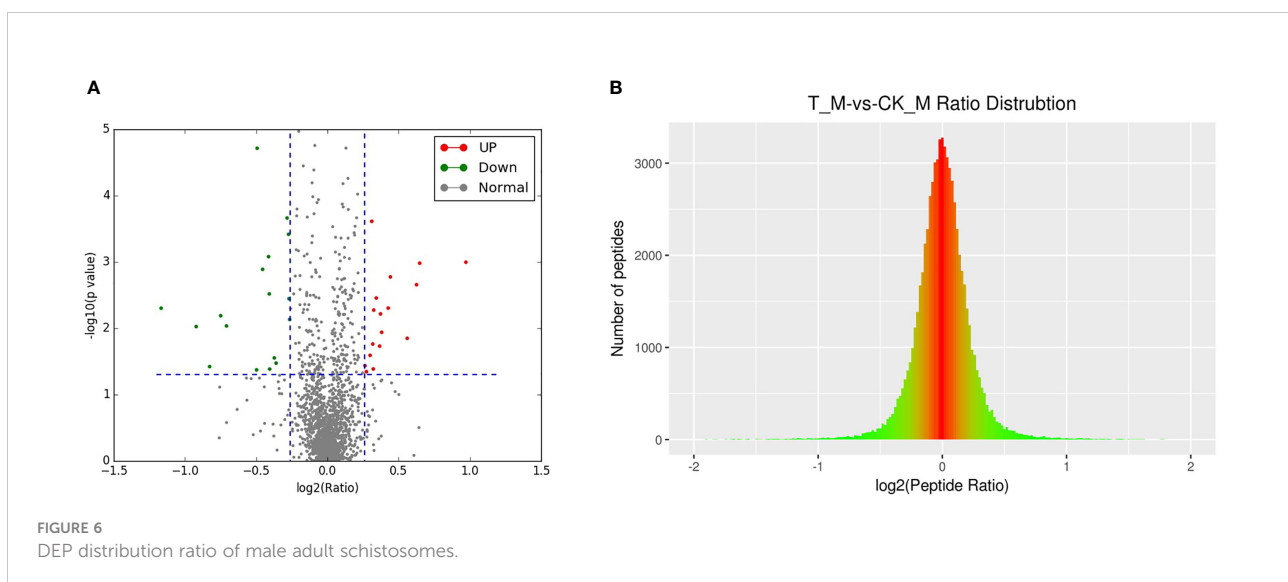 A
5
4
3
2
1
0
-log10(p value)
−1.5 −1.0 −0.5 0.0 0.5 1.0 1.5
log2(Ratio)
UP
Down
Normal
B
T_M-vs-CK_M Ratio Distrubtion
3000
2000
1000
0
Number of peptides
-2 -1 0 1 2
log2(Peptide Ratio)
FIGURE 6
DEP distribution ratio of male adult schistosomes.